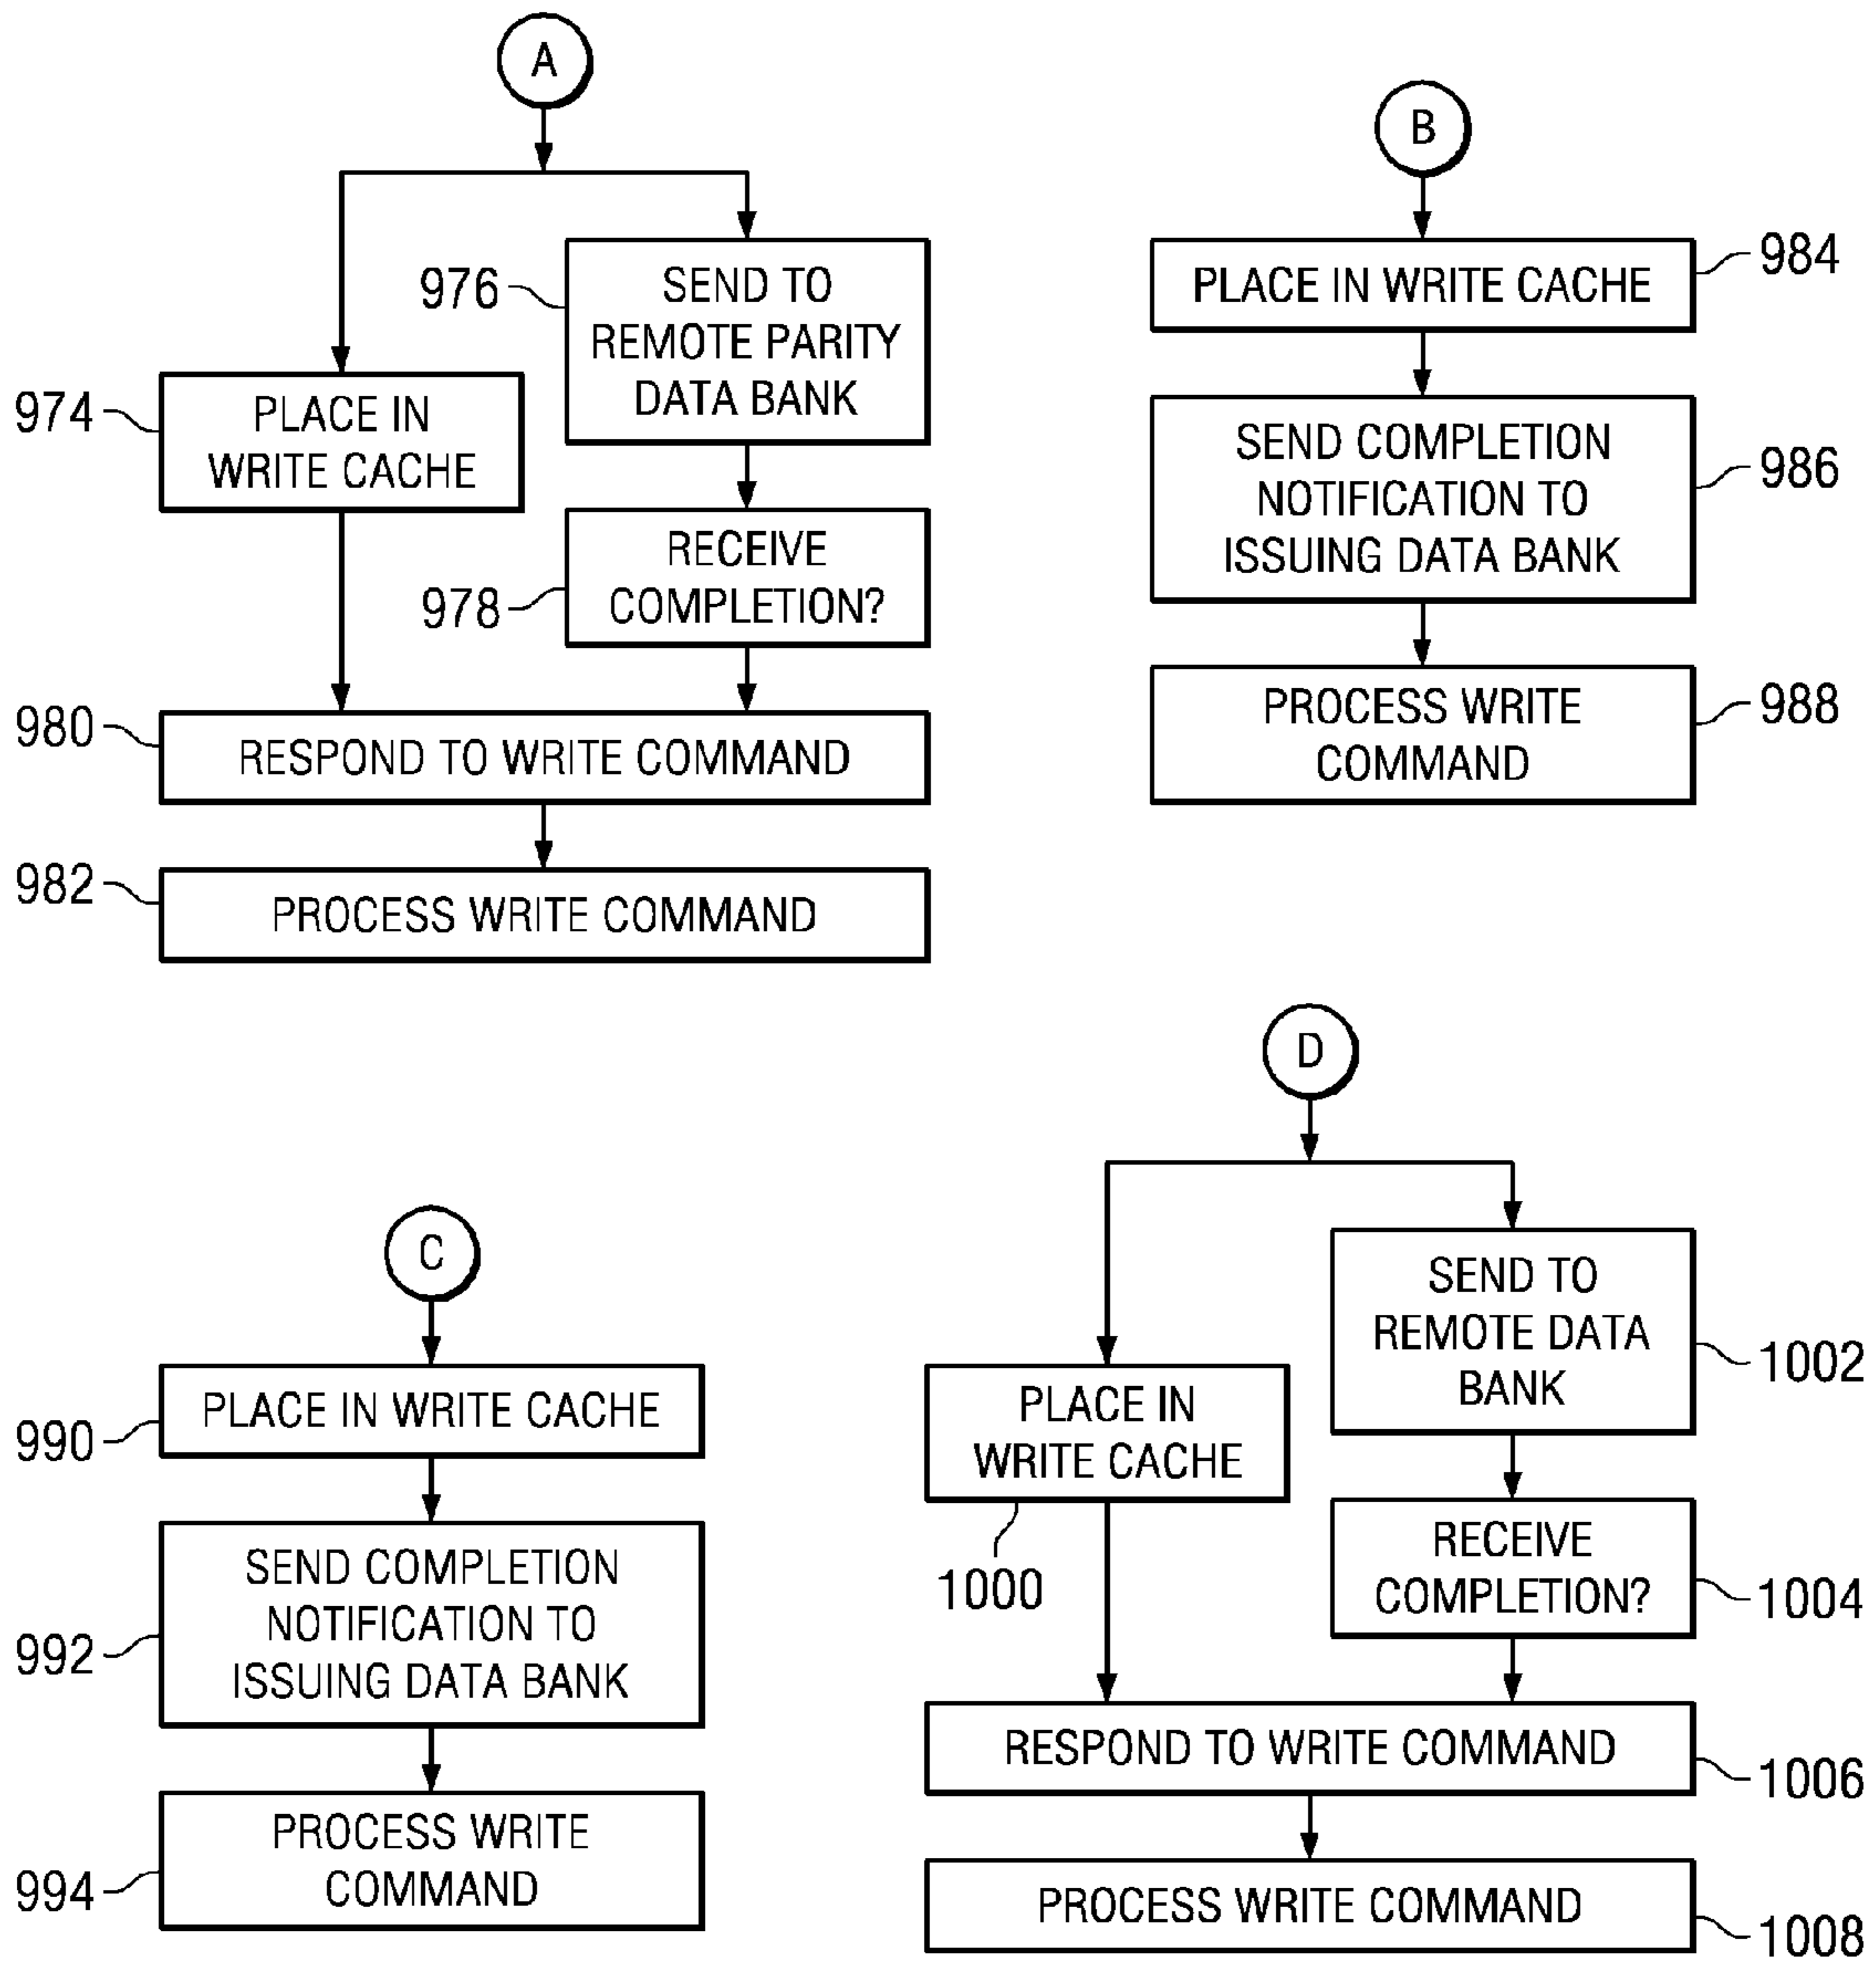 A
976
SEND TO
REMOTE PARITY
DATA BANK
974
PLACE IN
WRITE CACHE
978
RECEIVE
COMPLETION?
980
RESPOND TO WRITE COMMAND
982
PROCESS WRITE COMMAND
B
PLACE IN WRITE CACHE
984
SEND COMPLETION
NOTIFICATION TO
ISSUING DATA BANK
986
PROCESS WRITE
COMMAND
988
C
990
PLACE IN WRITE CACHE
992
SEND COMPLETION
NOTIFICATION TO
ISSUING DATA BANK
994
PROCESS WRITE
COMMAND
D
SEND TO
REMOTE DATA
BANK
1002
PLACE IN
WRITE CACHE
1000
RECEIVE
COMPLETION?
1004
RESPOND TO WRITE COMMAND
1006
PROCESS WRITE COMMAND
1008